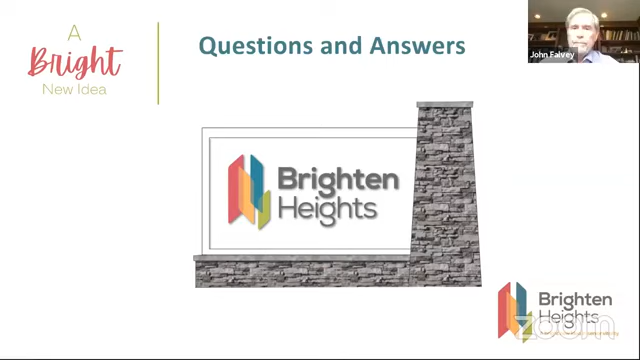 A
Bright
New Idea
Questions and Answers
John Falvey
Brighten
Heights
Brighten
Heights
zoom